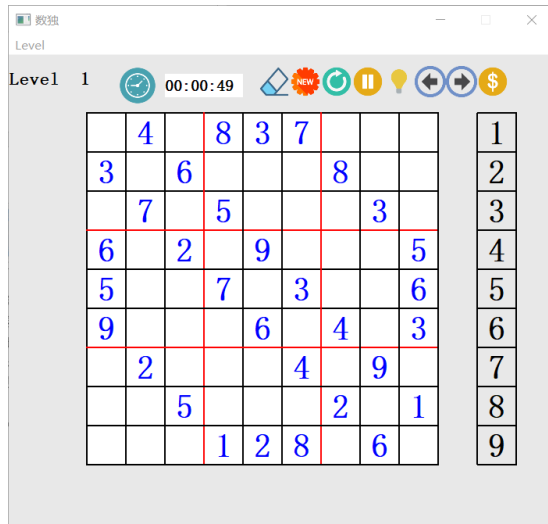 数独
Level
Level 1 00:00:49 NEW $
4 8 3 7 1
3 6 8 2
7 5 3 3
6 2 9 5 4
5 7 3 6 5
9 6 4 3 6
2 4 9 7
5 2 1 8
1 2 8 6 9